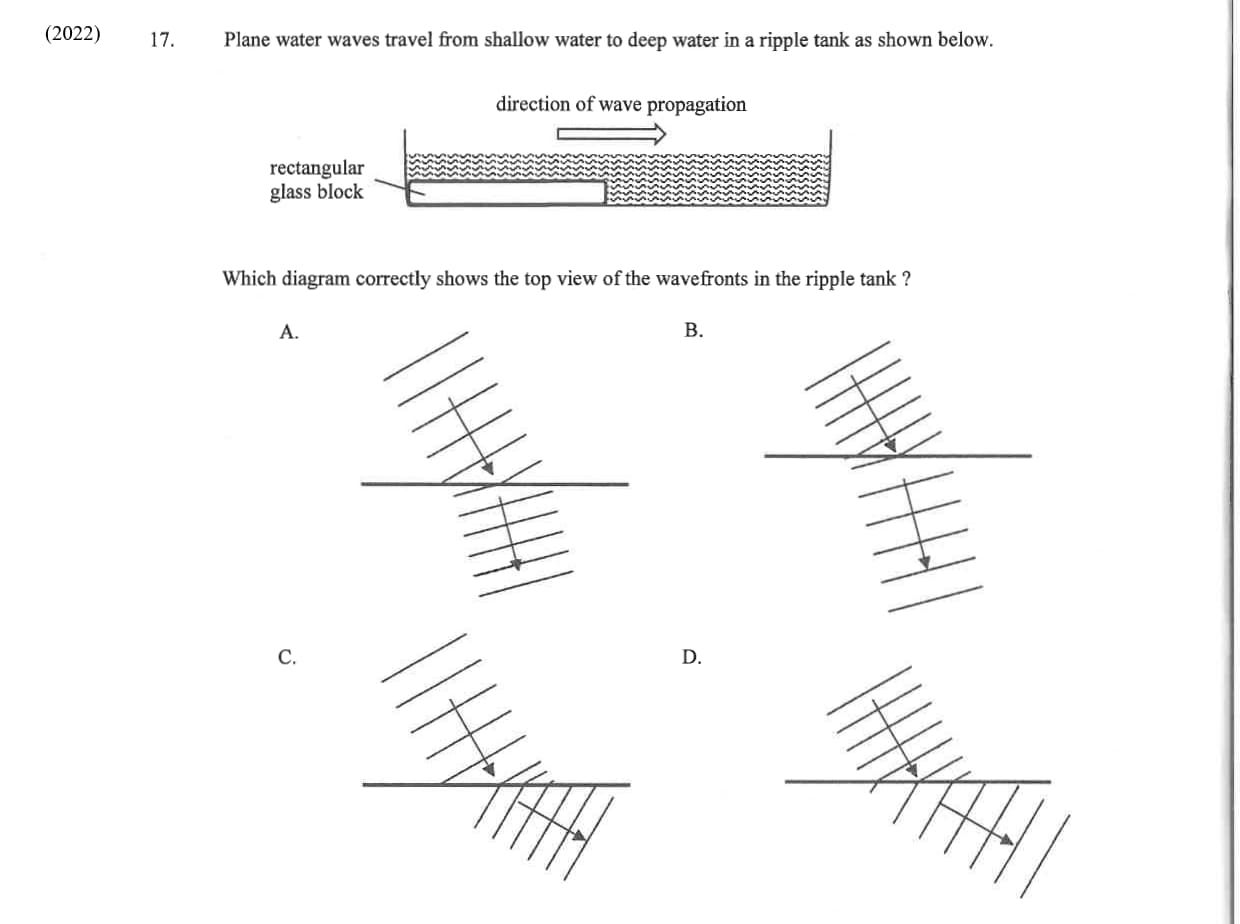 (2022) 17. Plane water waves travel from shallow water to deep water in a ripple tank as shown below.
direction of wave propagation
rectangular
glass block
Which diagram correctly shows the top view of the wavefronts in the ripple tank ?
A. B.
C. D.